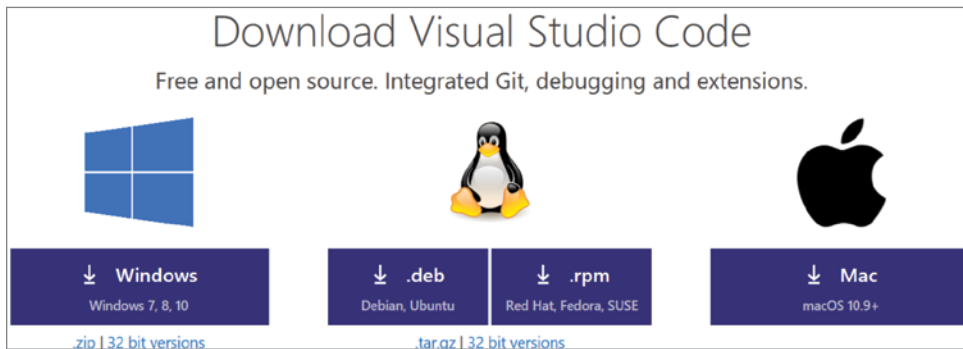 Download Visual Studio Code
Free and open source. Integrated Git, debugging and extensions.
Windows
Windows 7, 8, 10
.zip | 32 bit versions
.deb
Debian, Ubuntu
.rpm
Red Hat, Fedora, SUSE
.tar.gz | 32 bit versions
Mac
macOS 10.9+